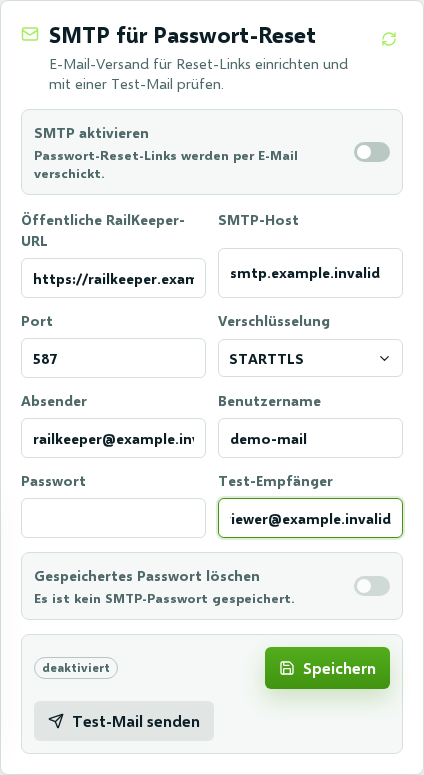 SMTP für Passwort-Reset
E-Mail-Versand für Reset-Links einrichten und
mit einer Test-Mail prüfen.
SMTP aktivieren
Passwort-Reset-Links werden per E-Mail
verschickt.
Öffentliche RailKeeper-
URL
https://railkeeper.exam
SMTP-Host
smtp.example.invalid
Port
587
Verschlüsselung
STARTTLS
Absender
railkeeper@example.inv
Benutzername
demo-mail
Passwort
Test-Empfänger
iewer@example.invalid
Gespeichertes Passwort löschen
Es ist kein SMTP-Passwort gespeichert.
deaktiviert
Speichern
Test-Mail senden